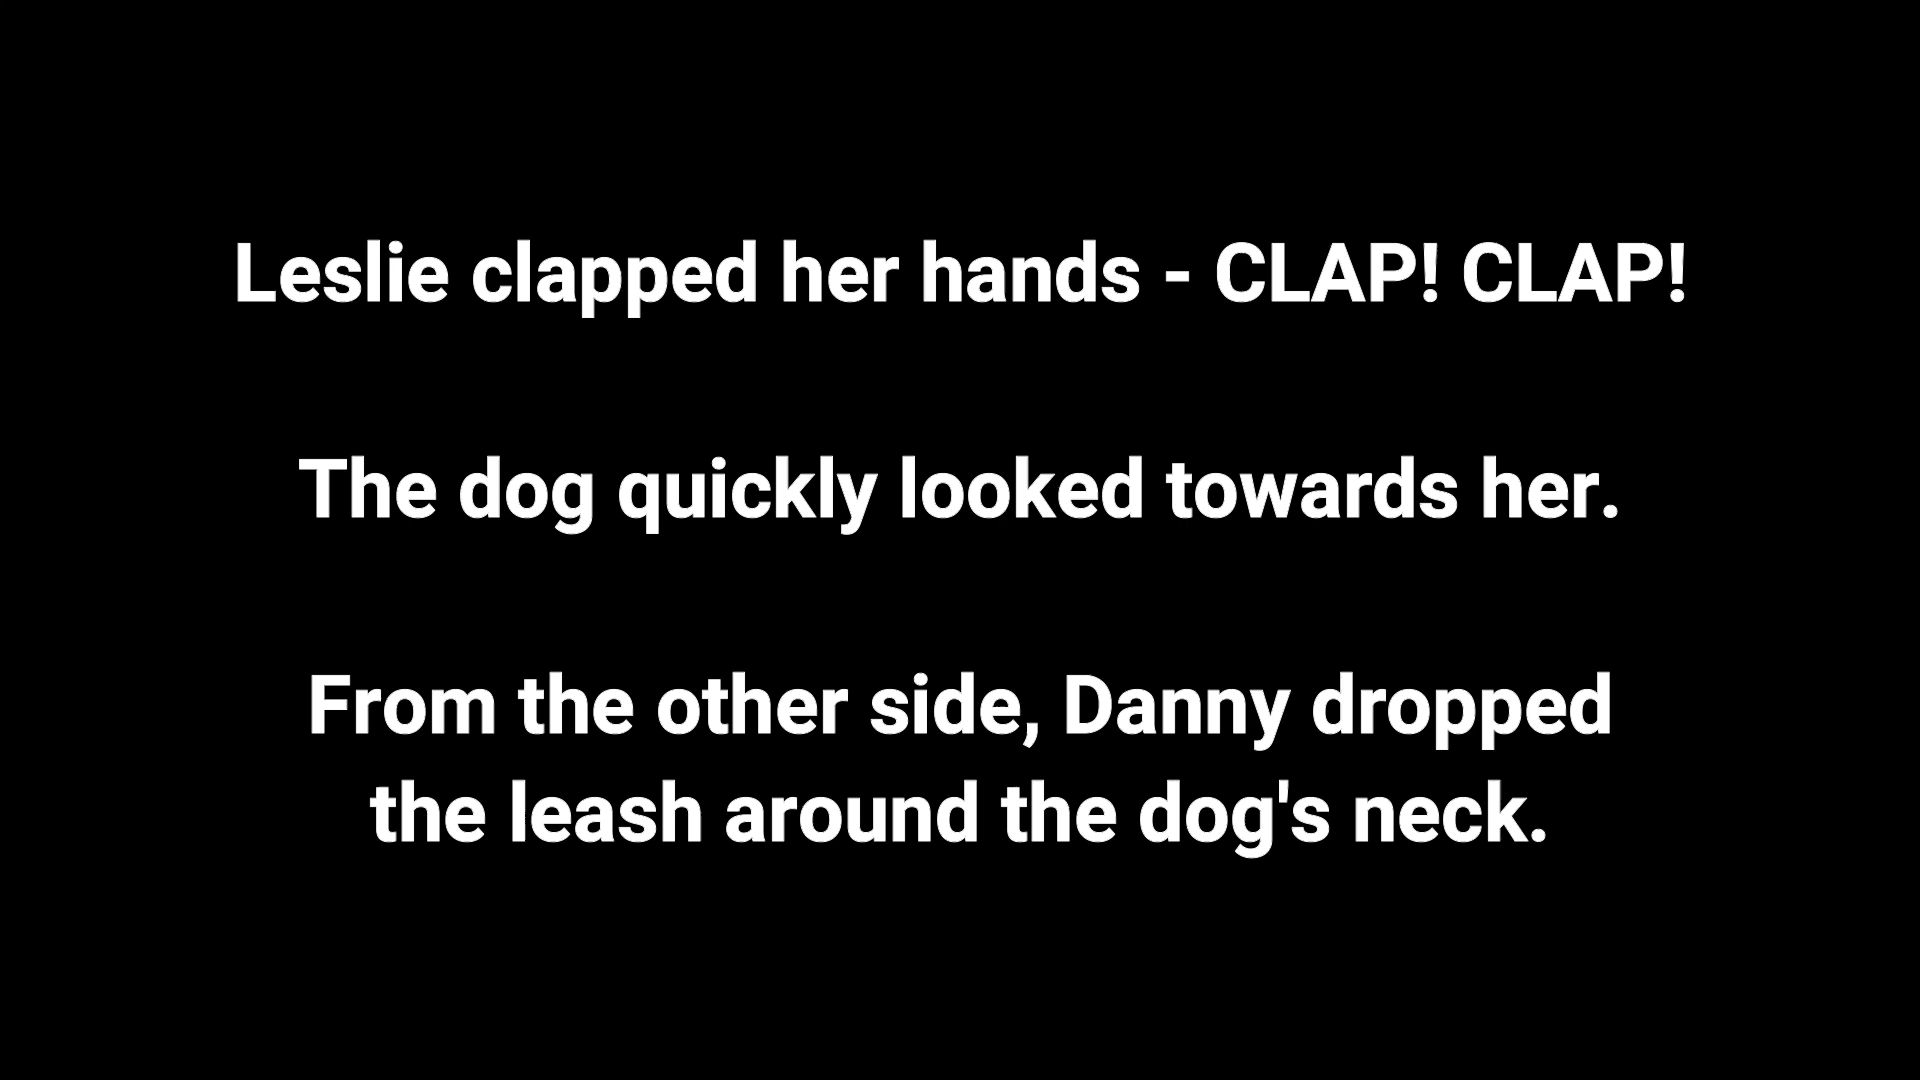 Leslie clapped her hands - CLAP! CLAP!
The dog quickly looked towards her.
From the other side, Danny dropped
the leash around the dog's neck.